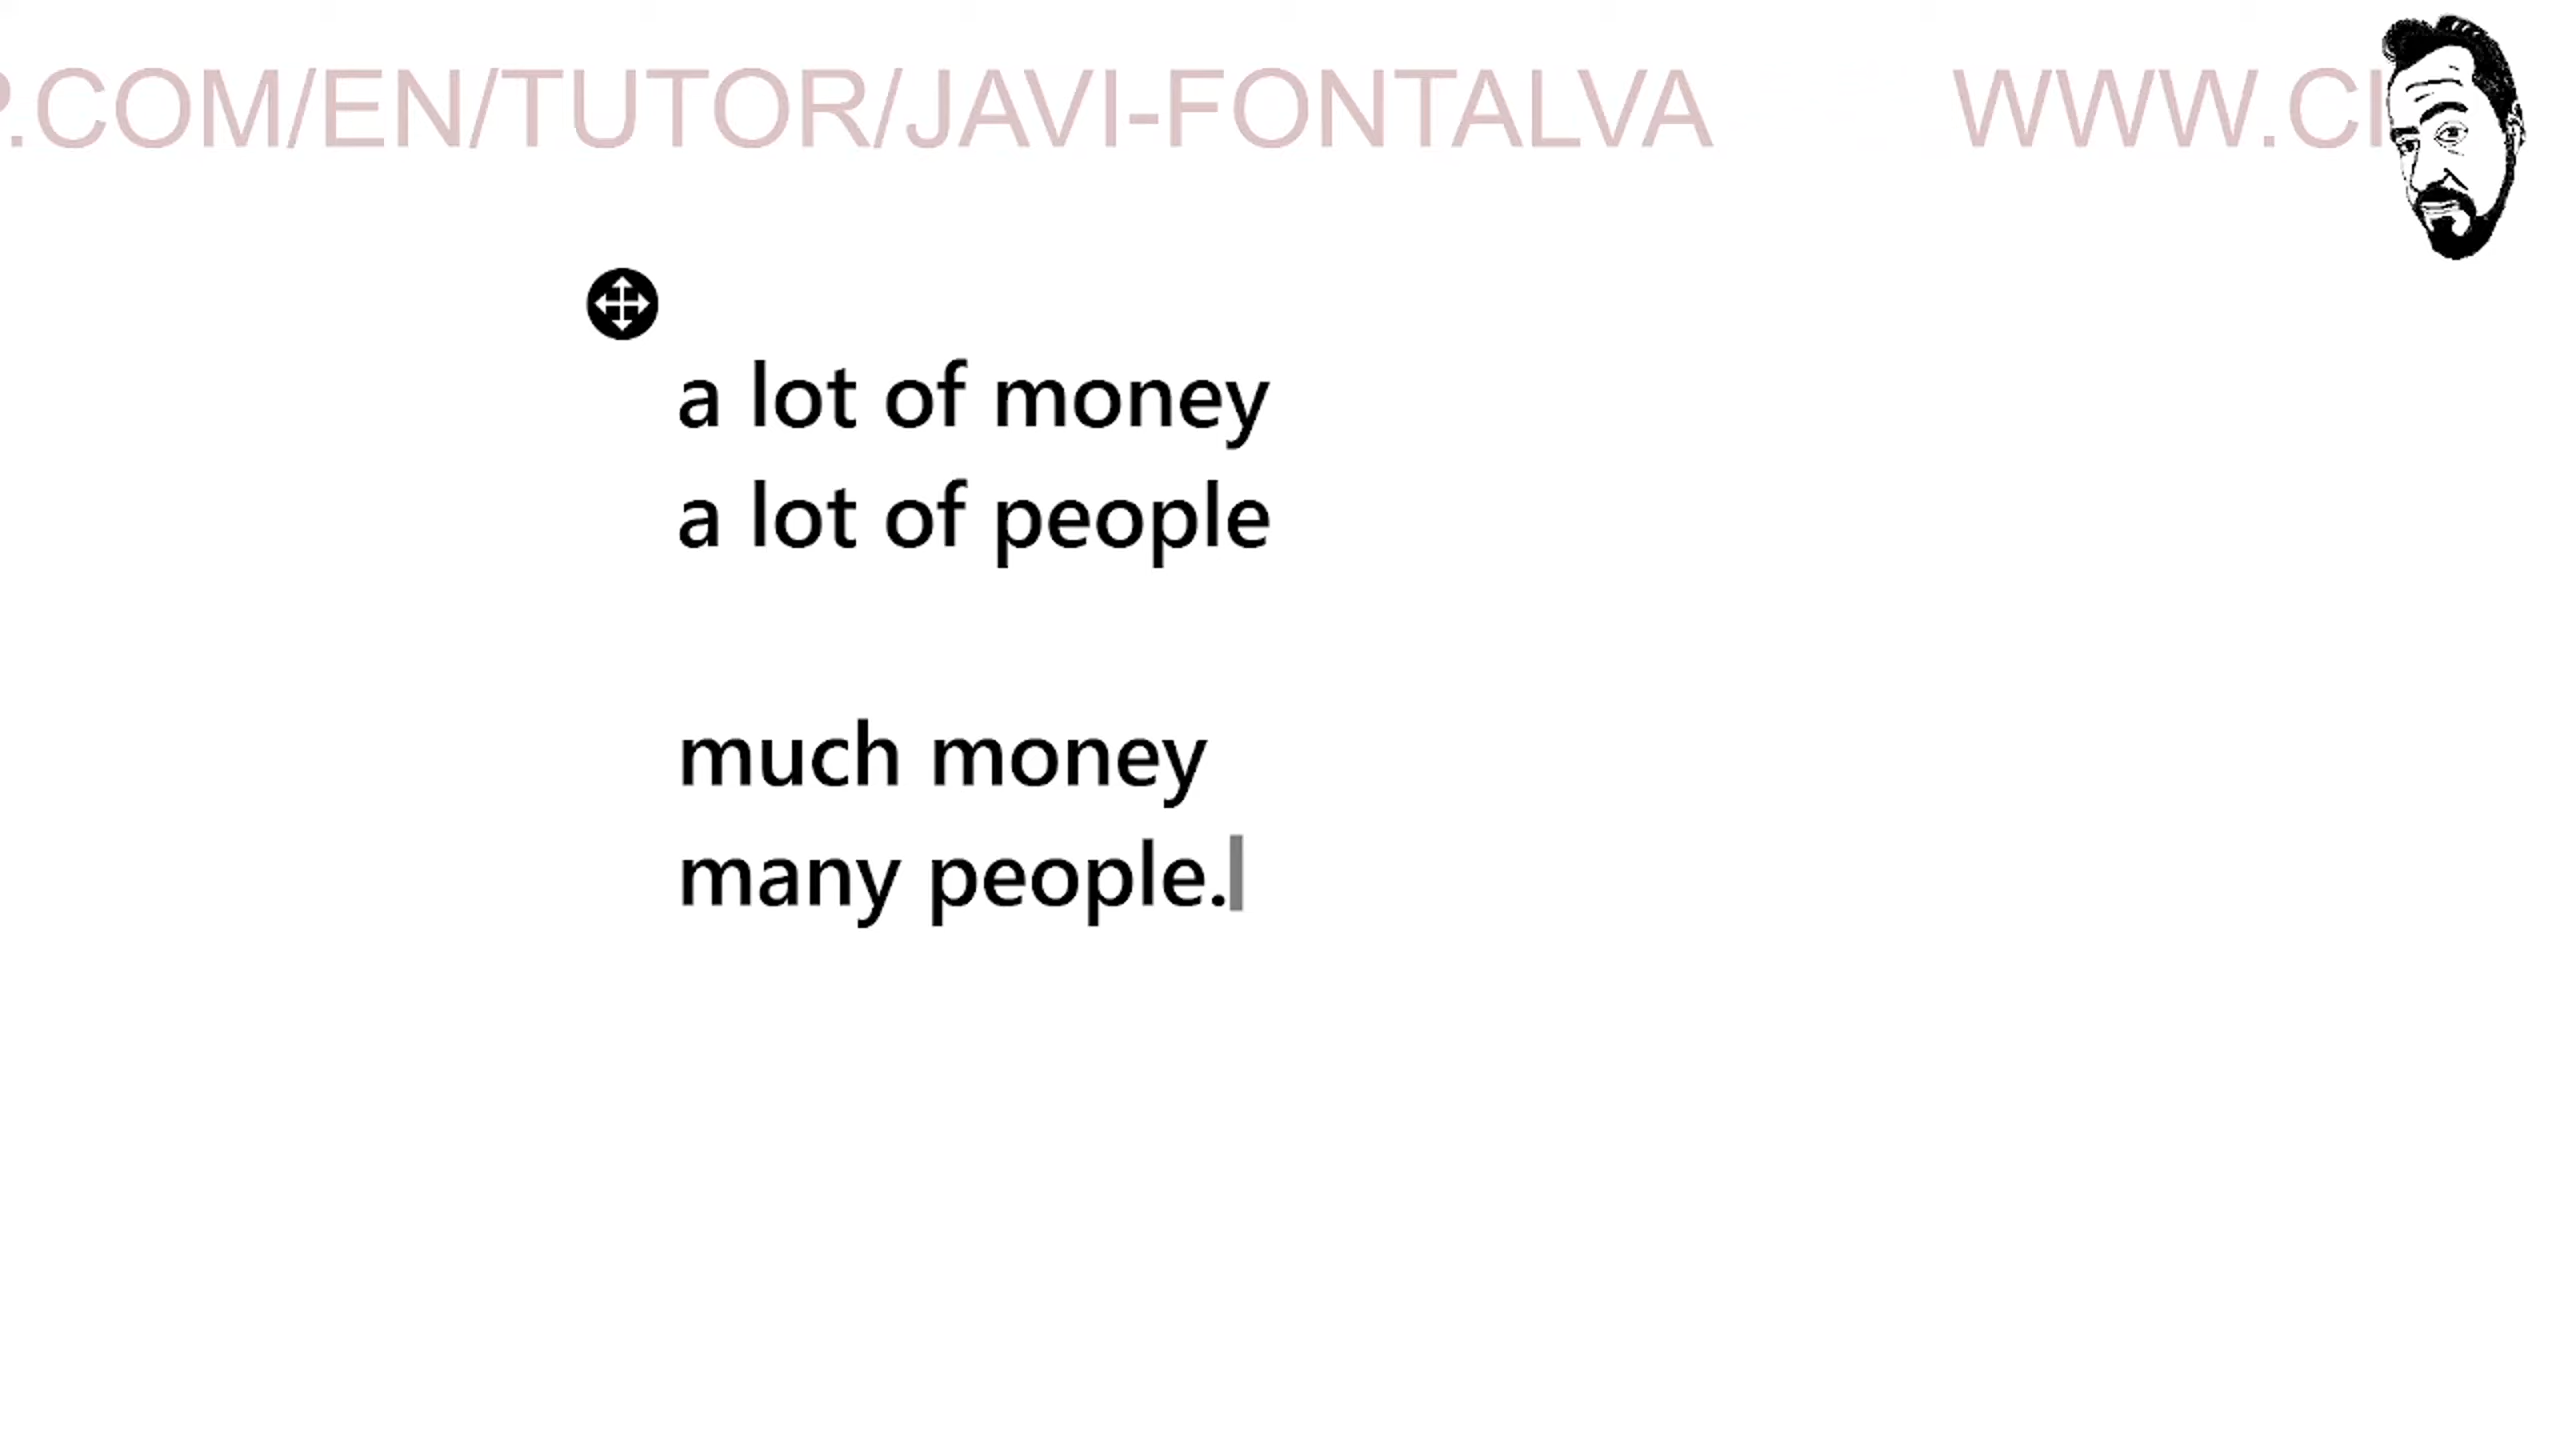 .COM/EN/TUTOR/JAVI-FONTALVA WWW.C
a lot of money
a lot of people
much money
many people.